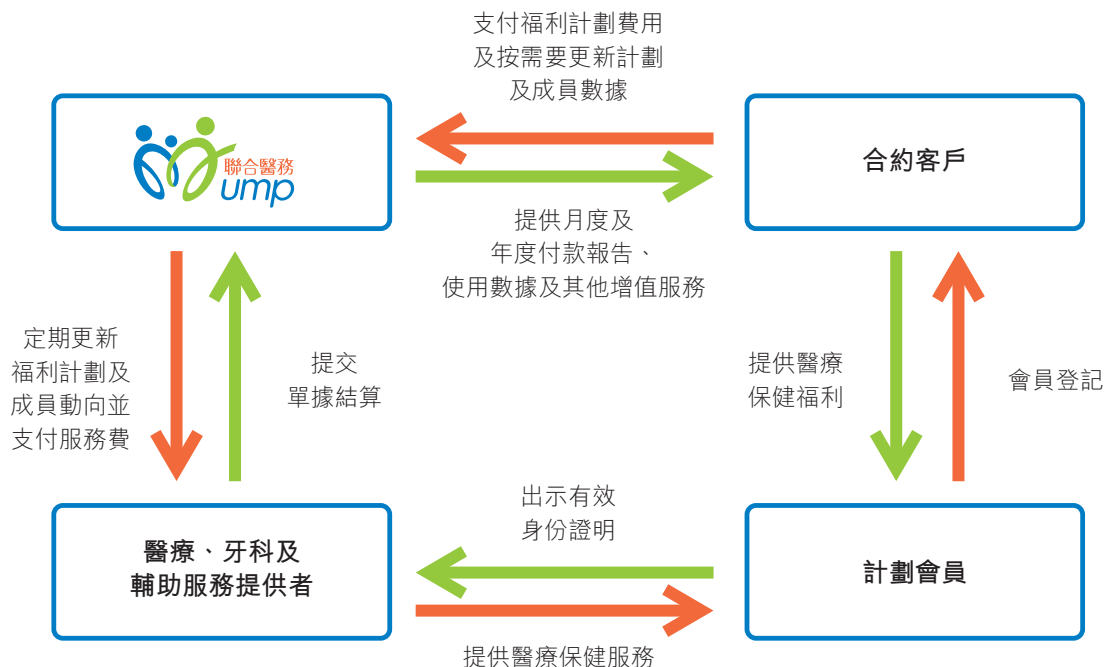 支付福利計劃費用
及按需要更新計劃
及成員數據
聯合醫務
ump
合約客戶
提供月度及
年度付款報告、
使用數據及其他增值服務
定期更新
福利計劃及
成員動向並
支付服務費
提交
單據結算
提供醫療
保健福利
會員登記
出示有效
身份證明
醫療、牙科及
輔助服務提供者
計劃會員
提供醫療保健服務